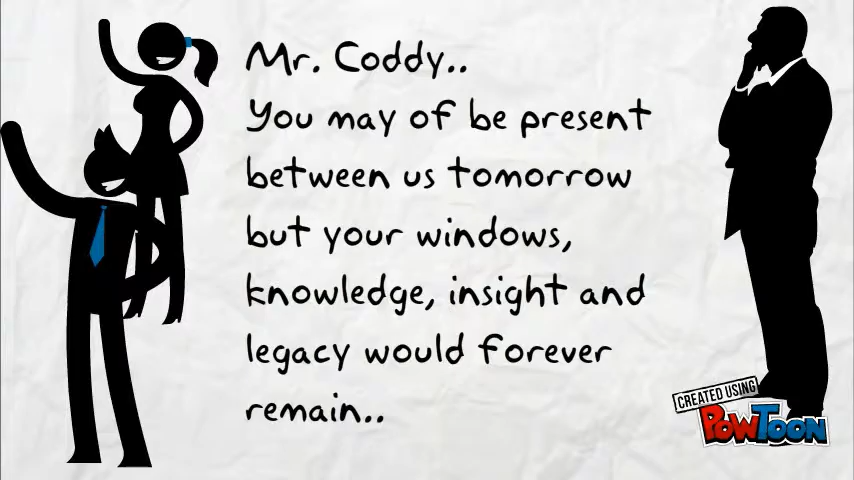 Mr. Coddy..
You may of be present
between us tomorrow
but your windows,
knowledge, insight and
legacy would forever
remain..
CREATED USING
PowToon